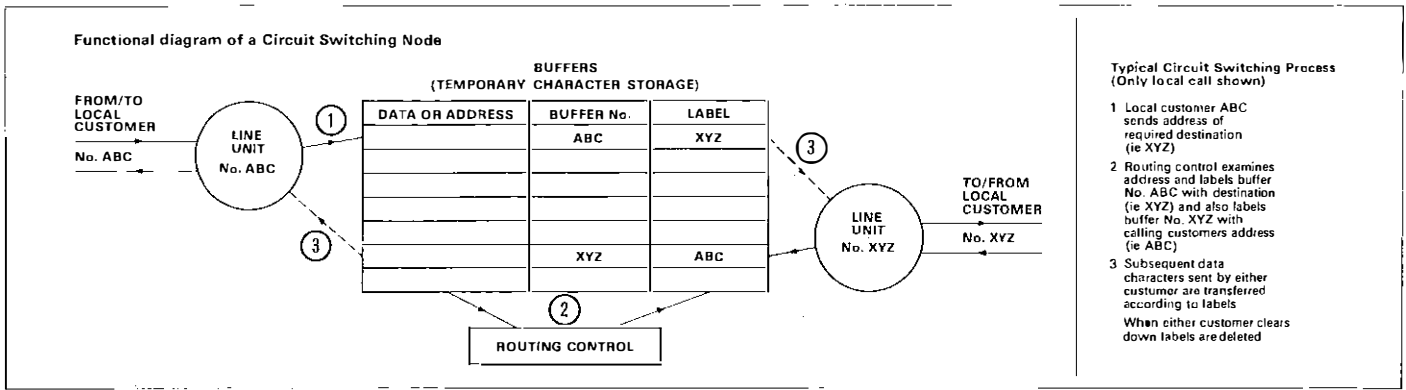 Functional diagram of a Circuit Switching Node
BUFFERS
(TEMPORARY CHARACTER STORAGE)
FROM/TO
LOCAL
CUSTOMER
No. ABC
LINE
UNIT
No. ABC
1
DATA OR ADDRESS BUFFER No. LABEL
ABC XYZ
XYZ ABC
3
3
2
ROUTING CONTROL
LINE
UNIT
No. XYZ
TO/FROM
LOCAL
CUSTOMER
No. XYZ
Typical Circuit Switching Process
(Only local call shown)
1 Local customer ABC
sends address of
required destination
(ie XYZ)
2 Routing control examines
address and labels buffer
No. ABC with destination
(ie XYZ) and also labels
buffer No. XYZ with
calling customers address
(ie ABC)
3 Subsequent data
characters sent by either
customer are transferred
according to labels
When either customer clears
down labels are deleted